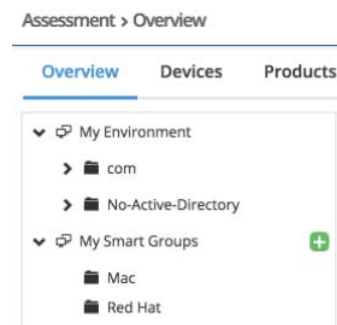 Assessment > Overview
Overview Devices Products
My Environment
com
No-Active-Directory
My Smart Groups
Mac
Red Hat